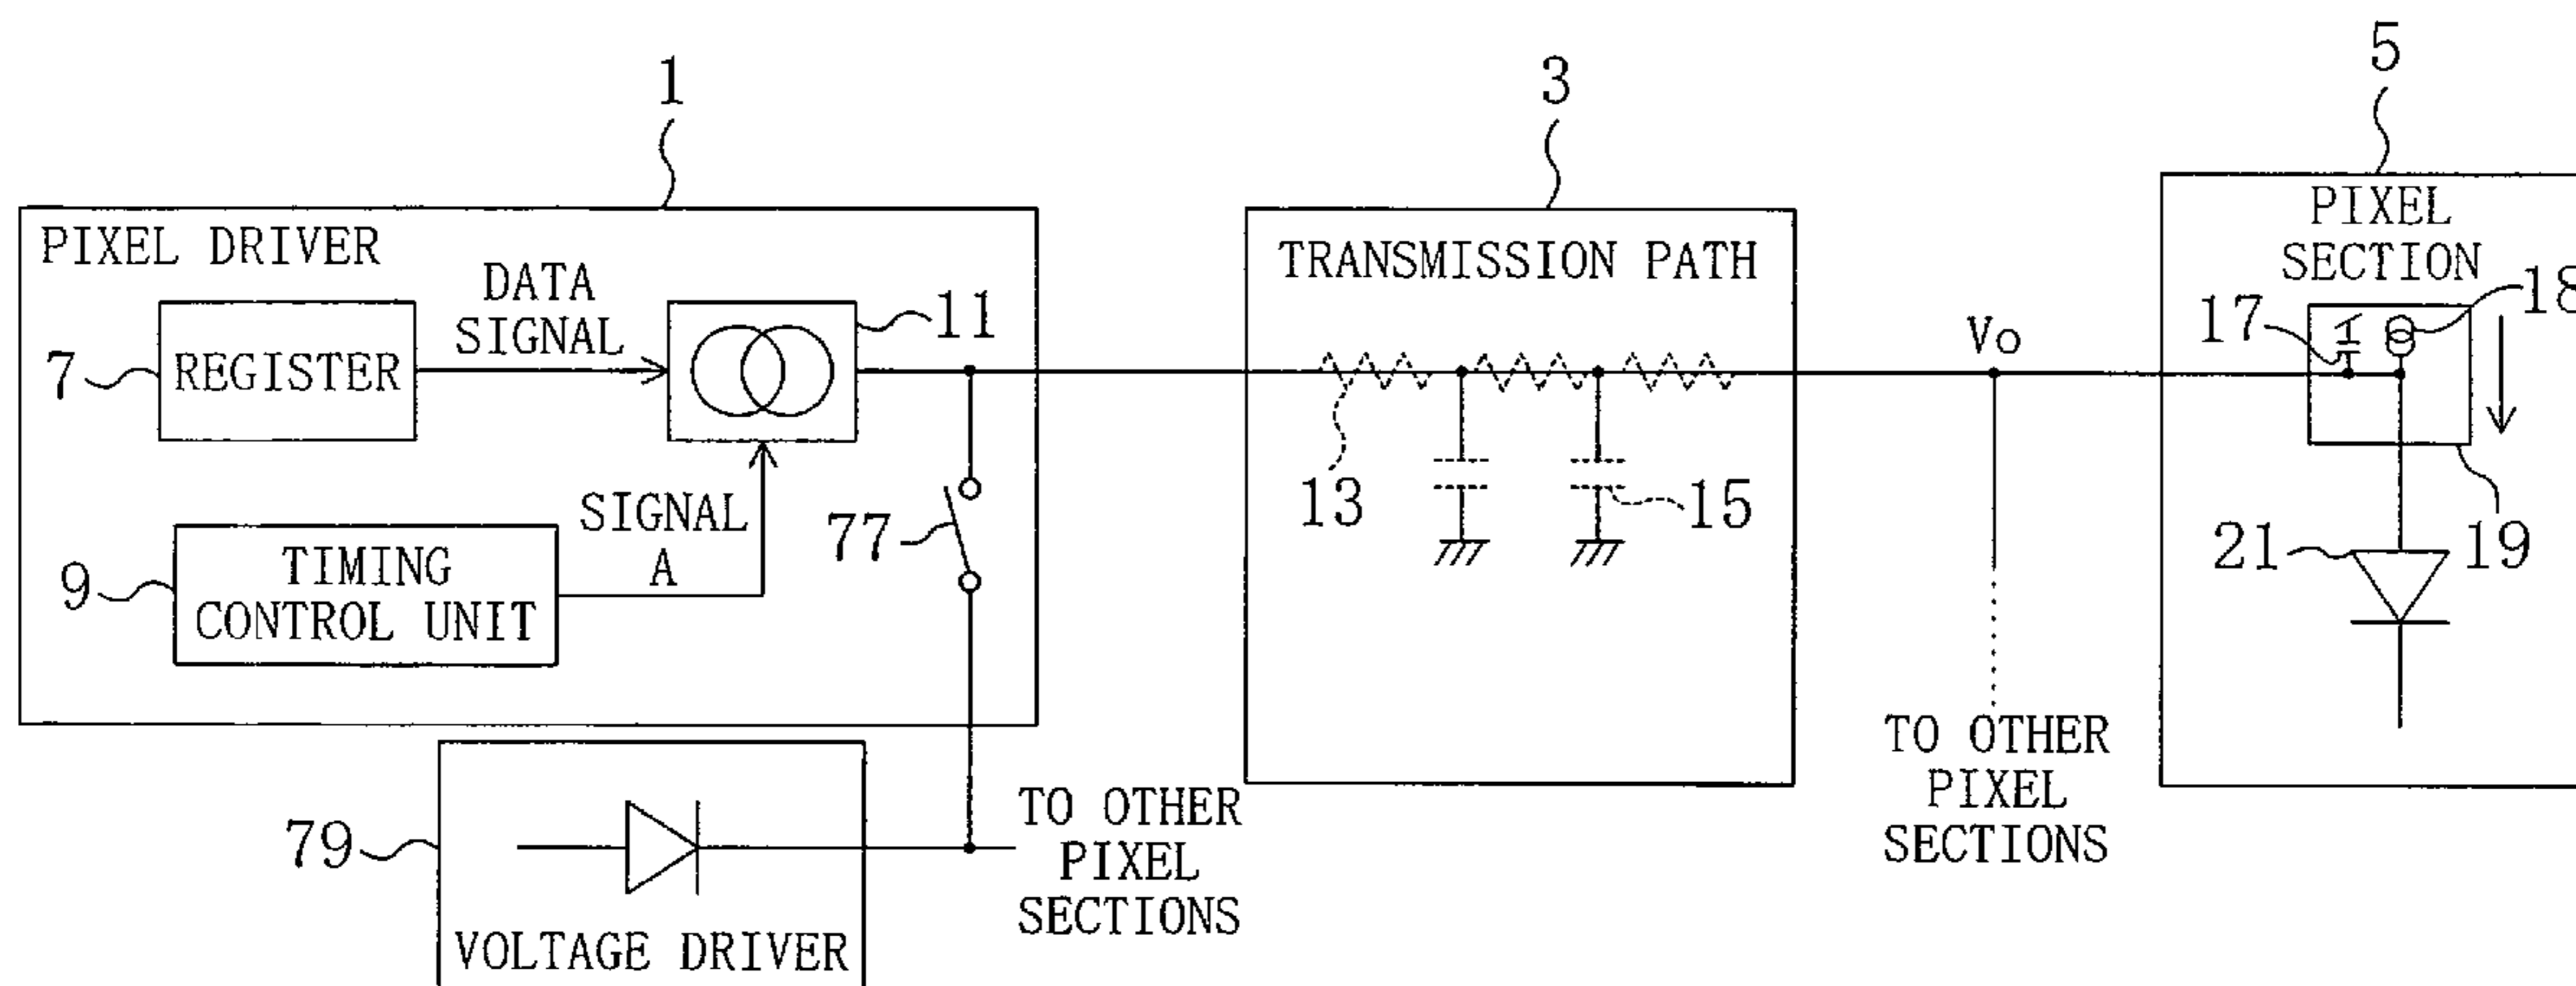 1
3
5
PIXEL DRIVER
DATA
SIGNAL
11
7
REGISTER
SIGNAL
A
77
9
TIMING
CONTROL UNIT
79
VOLTAGE DRIVER
TO OTHER
PIXEL
SECTIONS
TRANSMISSION PATH
13
15
Vo
TO OTHER
PIXEL
SECTIONS
PIXEL
SECTION
17
18
21
19